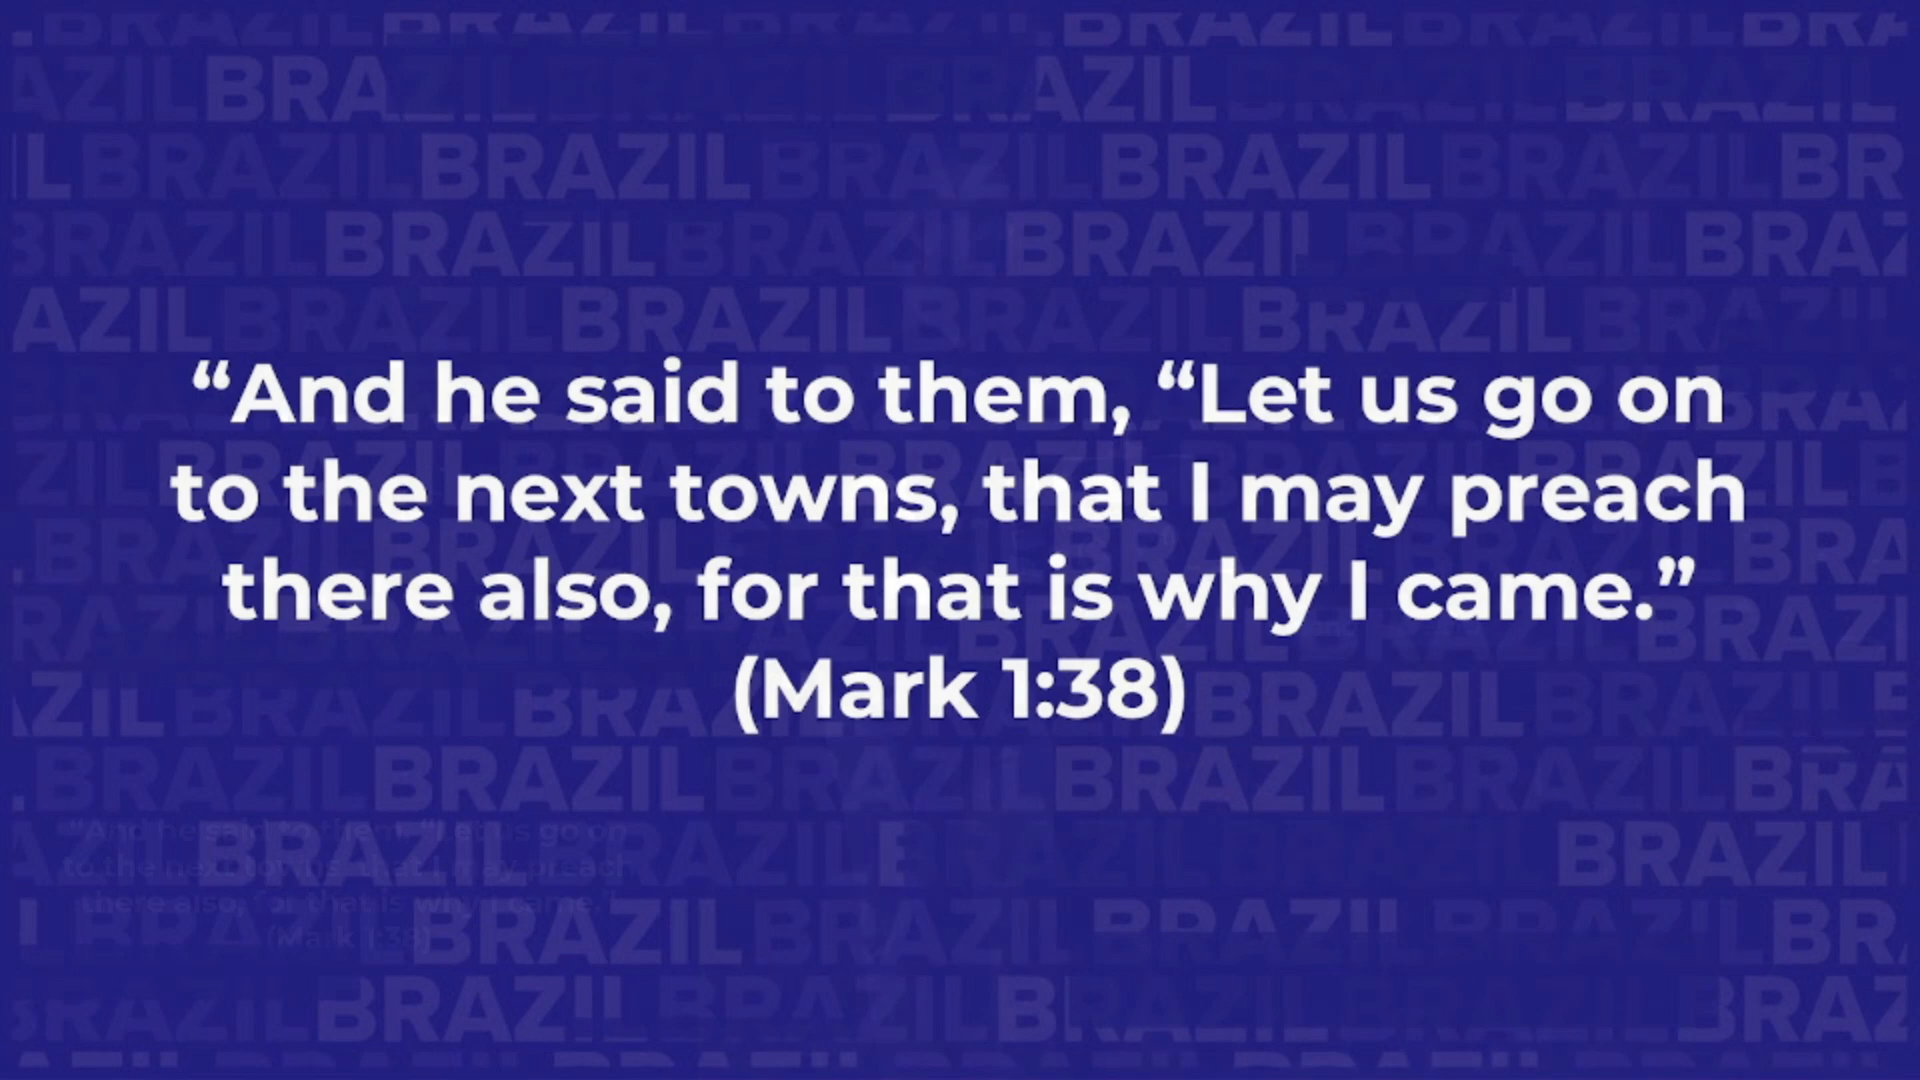 “And he said to them, “Let us go on
to the next towns, that I may preach
there also, for that is why I came.”
(Mark 1:38)
BRAZIL